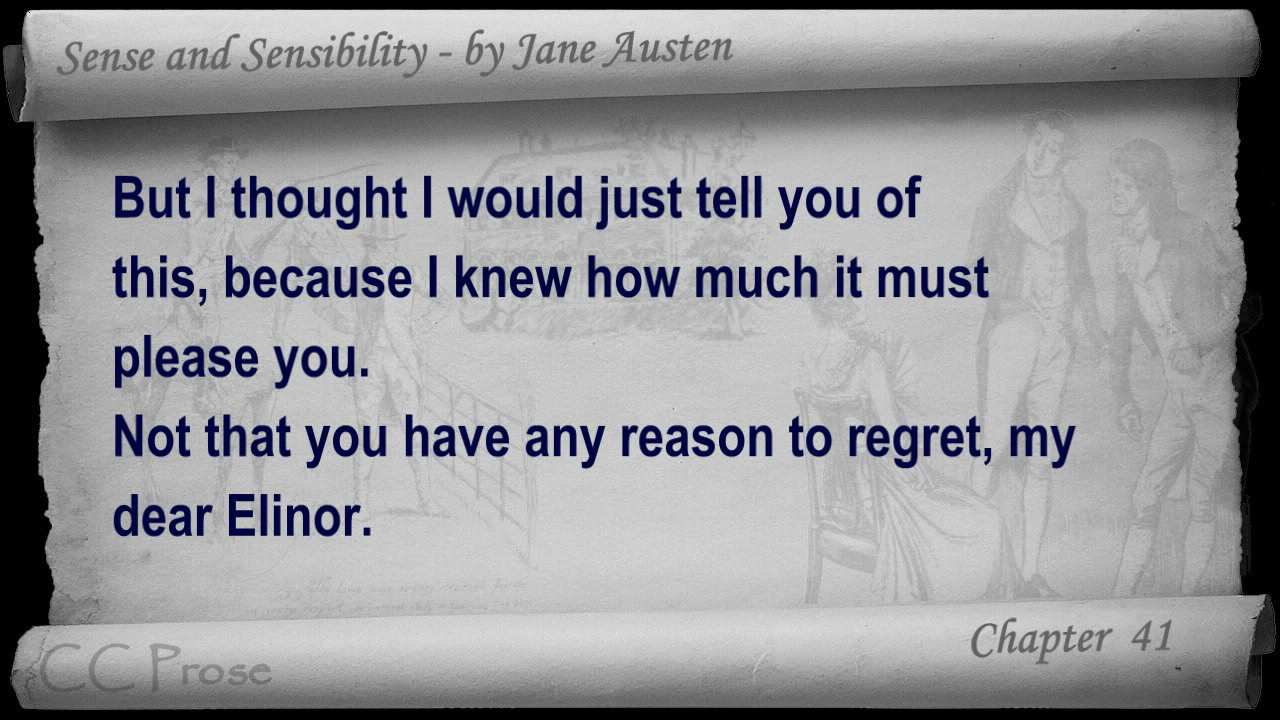 Sense and Sensibility - by Jane Austen
But I thought I would just tell you of
this, because I knew how much it must
please you.
Not that you have any reason to regret, my
dear Elinor.
Chapter 41
CC Prose